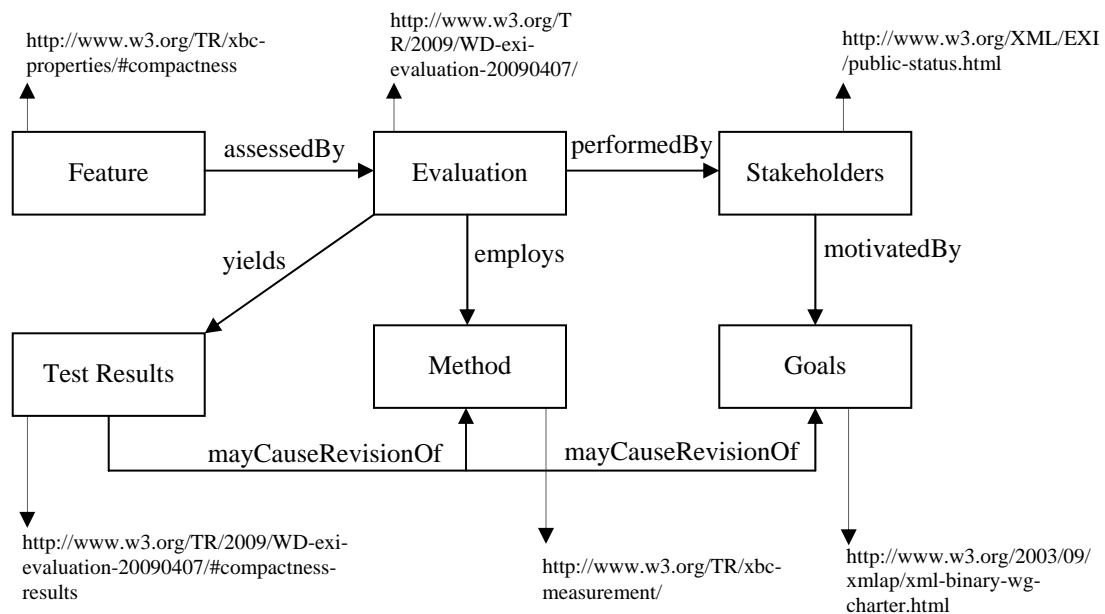 http://www.w3.org/TR/xbc-
properties/#compactness
http://www.w3.org/T
R/2009/WD-exi-
evaluation-20090407/
http://www.w3.org/XML/EXI
/public-status.html
Feature
assessedBy
Evaluation
performedBy
Stakeholders
yields
employs
motivatedBy
Test Results
Method
Goals
mayCauseRevisionOf
mayCauseRevisionOf
http://www.w3.org/TR/2009/WD-exi-
evaluation-20090407/#compactness-
results
http://www.w3.org/TR/xbc-
measurement/
http://www.w3.org/2003/09/
xmlap/xml-binary-wg-
charter.html